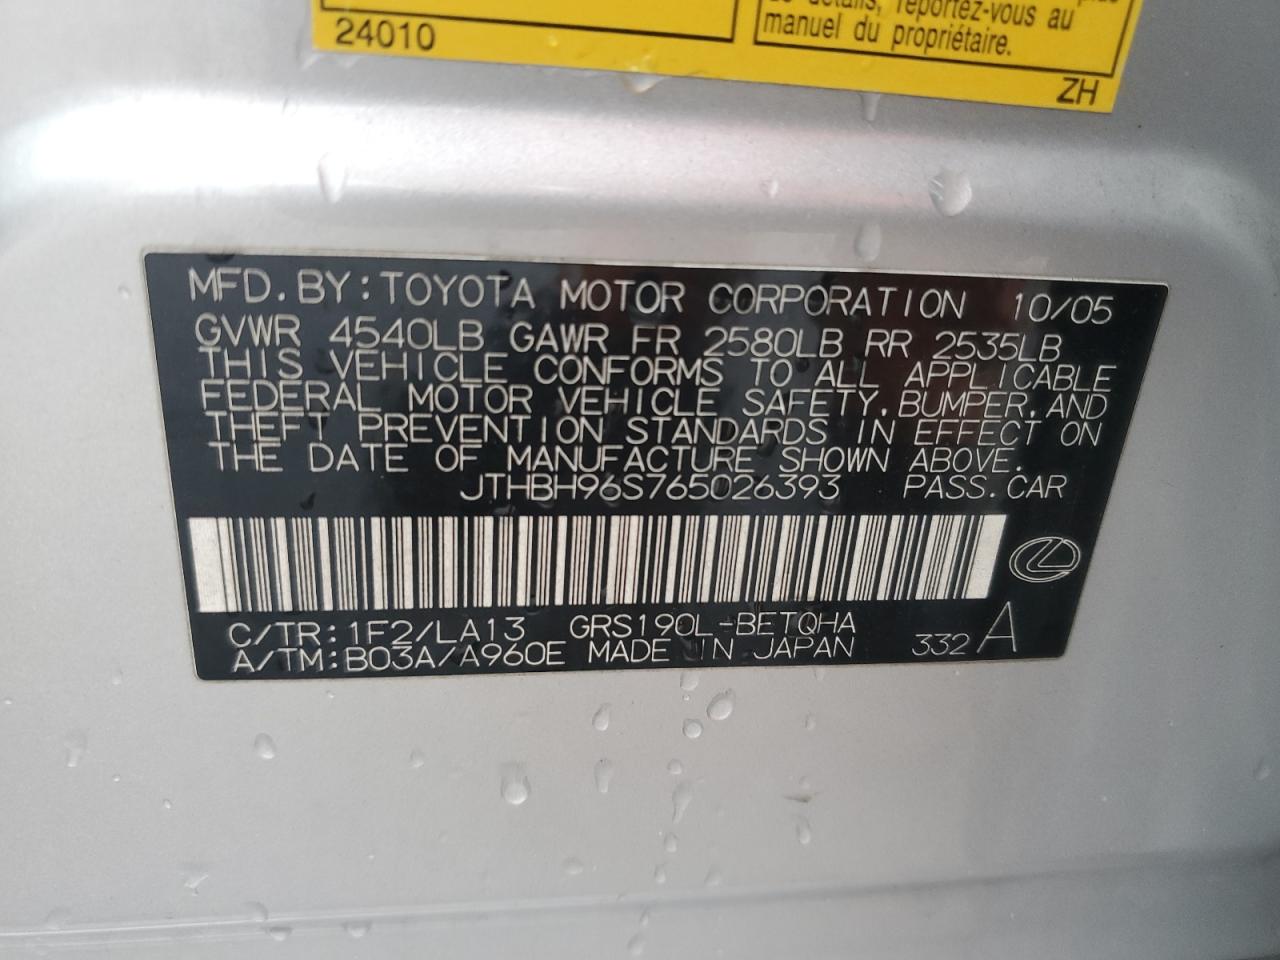 24010
de détails, reportez-vous au
manuel du propriétaire.
ZH
MFD. BY: TOYOTA MOTOR CORPORATION 10/05
GVWR 4540LB GAWR FR 2580LB RR 2535LB
THIS VEHICLE CONFORMS TO ALL APPLICABLE
FEDERAL MOTOR VEHICLE SAFETY, BUMPER, AND
THEFT PREVENTION STANDARDS IN EFFECT ON
THE DATE OF MANUFACTURE SHOWN ABOVE.
JTHBH96S765026393 PASS. CAR
C/TR: 1F2/LA13 GRS190L-BETQHA
A/TM: B03A/A960E MADE IN JAPAN 332 A